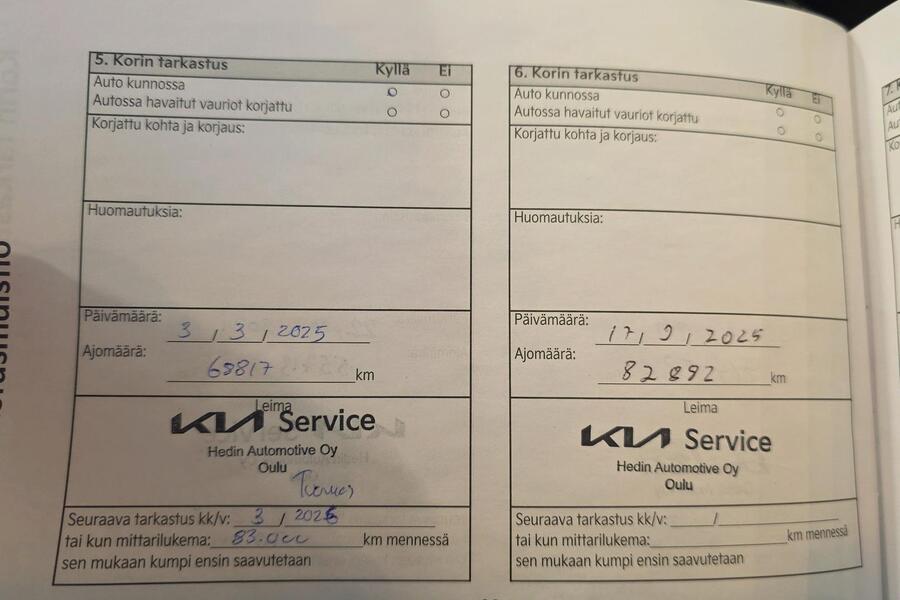 5. Korin tarkastus Kyllä Ei
Auto kunnossa
Autossa havaitut vauriot korjattu
Korjattu kohta ja korjaus:
Huomautuksia:
Päivämäärä: 3 / 3 / 2025
Ajomäärä: 68817 km
Leima
KIA Service
Hedin Automotive Oy
Oulu
Seuraava tarkastus kk/v: 3 / 2026
tai kun mittarilukema: 83.000 km mennessä
sen mukaan kumpi ensin saavutetaan
6. Korin tarkastus Kyllä Ei
Auto kunnossa
Autossa havaitut vauriot korjattu
Korjattu kohta ja korjaus:
Huomautuksia:
Päivämäärä: 17 / 9 / 2025
Ajomäärä: 82892 km
Leima
KIA Service
Hedin Automotive Oy
Oulu
Seuraava tarkastus kk/v: /
tai kun mittarilukema: km mennessä
sen mukaan kumpi ensin saavutetaan
7.